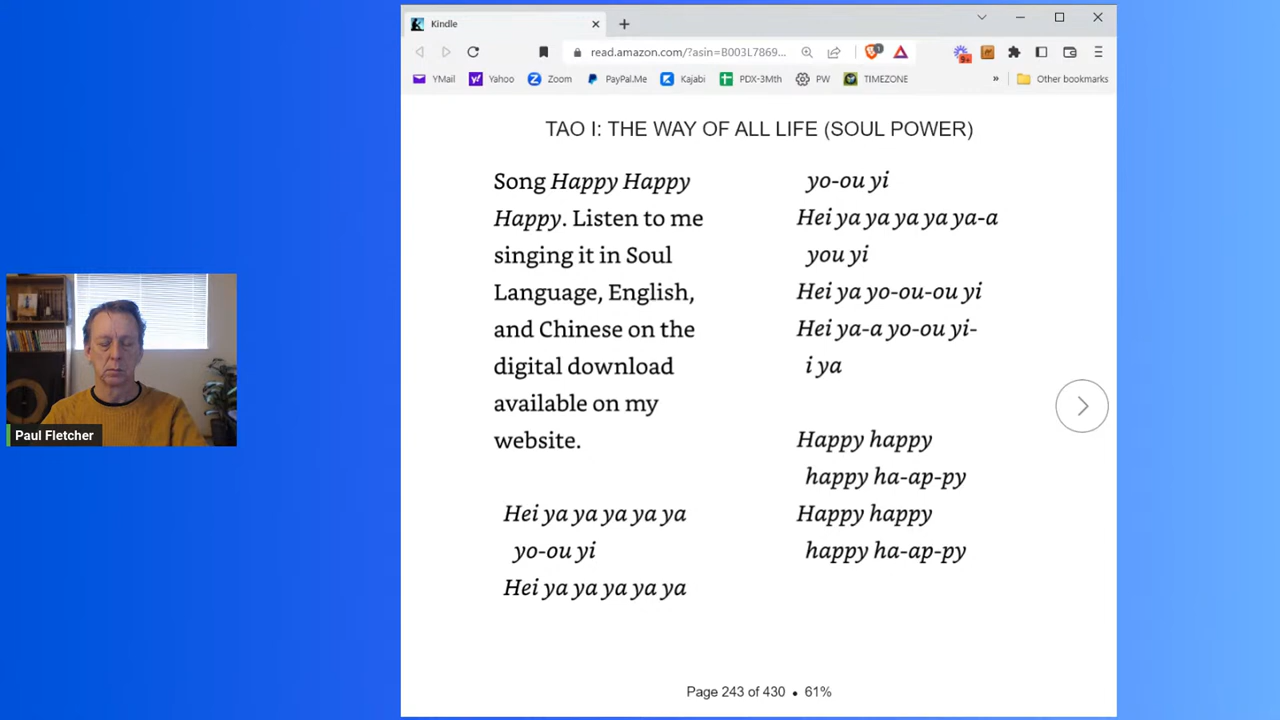 Kindle
read.amazon.com/?asin=B003L7869...
1
9+
YMail
Yahoo
Zoom
PayPal.Me
Kajabi
PDX-3Mth
PW
TIMEZONE
»
Other bookmarks
TAO I: THE WAY OF ALL LIFE (SOUL POWER)
Song Happy Happy
Happy. Listen to me
singing it in Soul
Language, English,
and Chinese on the
digital download
available on my
website.
Hei ya ya ya ya ya
yo-ou yi
Hei ya ya ya ya ya
yo-ou yi
Hei ya ya ya ya ya-a
you yi
Hei ya yo-ou-ou yi
Hei ya-a yo-ou yi-
i ya
Happy happy
happy ha-ap-py
Happy happy
happy ha-ap-py
Page 243 of 430 • 61%
Paul Fletcher